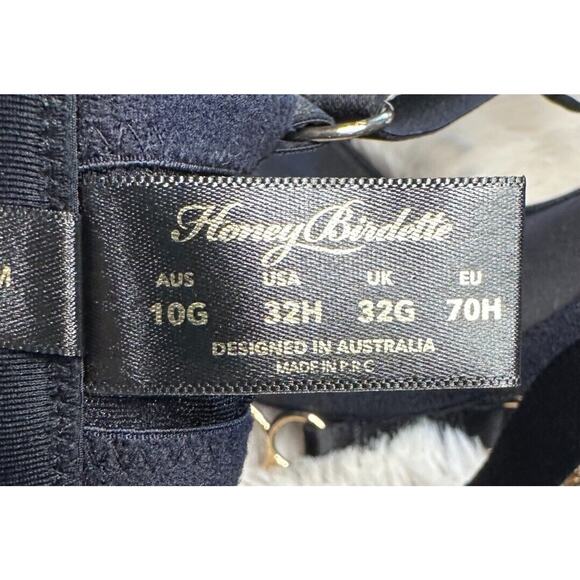 M
Honey Birdette
AUS USA UK EU
10G 32H 32G 70H
DESIGNED IN AUSTRALIA
MADE IN P R C